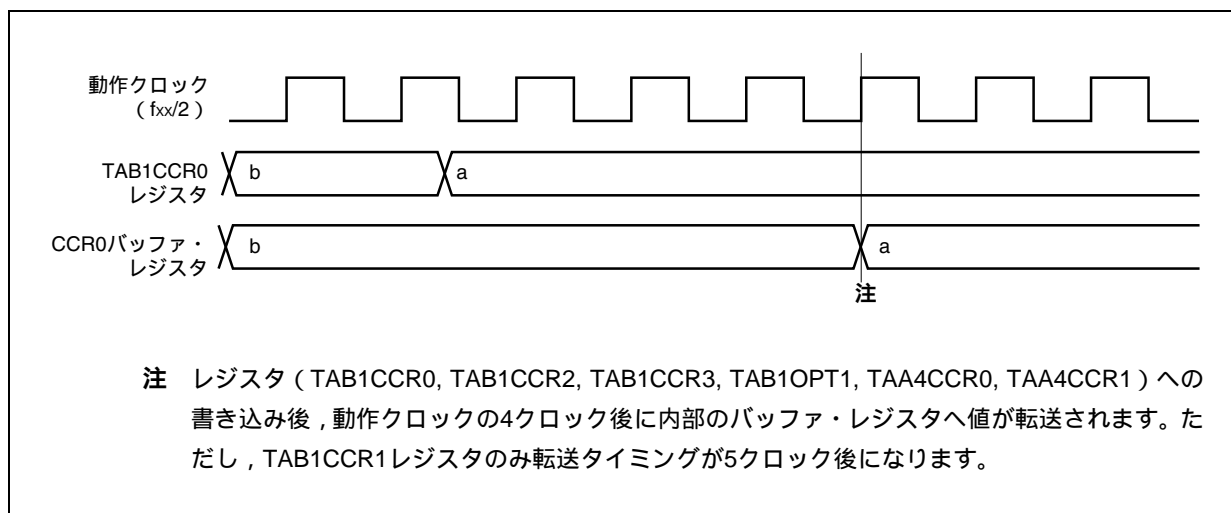 動作クロック
（fxx/2）
TAB1CCR0
レジスタ
b
a
CCR0バッファ・
レジスタ
b
a
注
注 レジスタ（TAB1CCR0, TAB1CCR2, TAB1CCR3, TAB1OPT1, TAA4CCR0, TAA4CCR1）への
書き込み後，動作クロックの4クロック後に内部のバッファ・レジスタへ値が転送されます。た
だし，TAB1CCR1レジスタのみ転送タイミングが5クロック後になります。